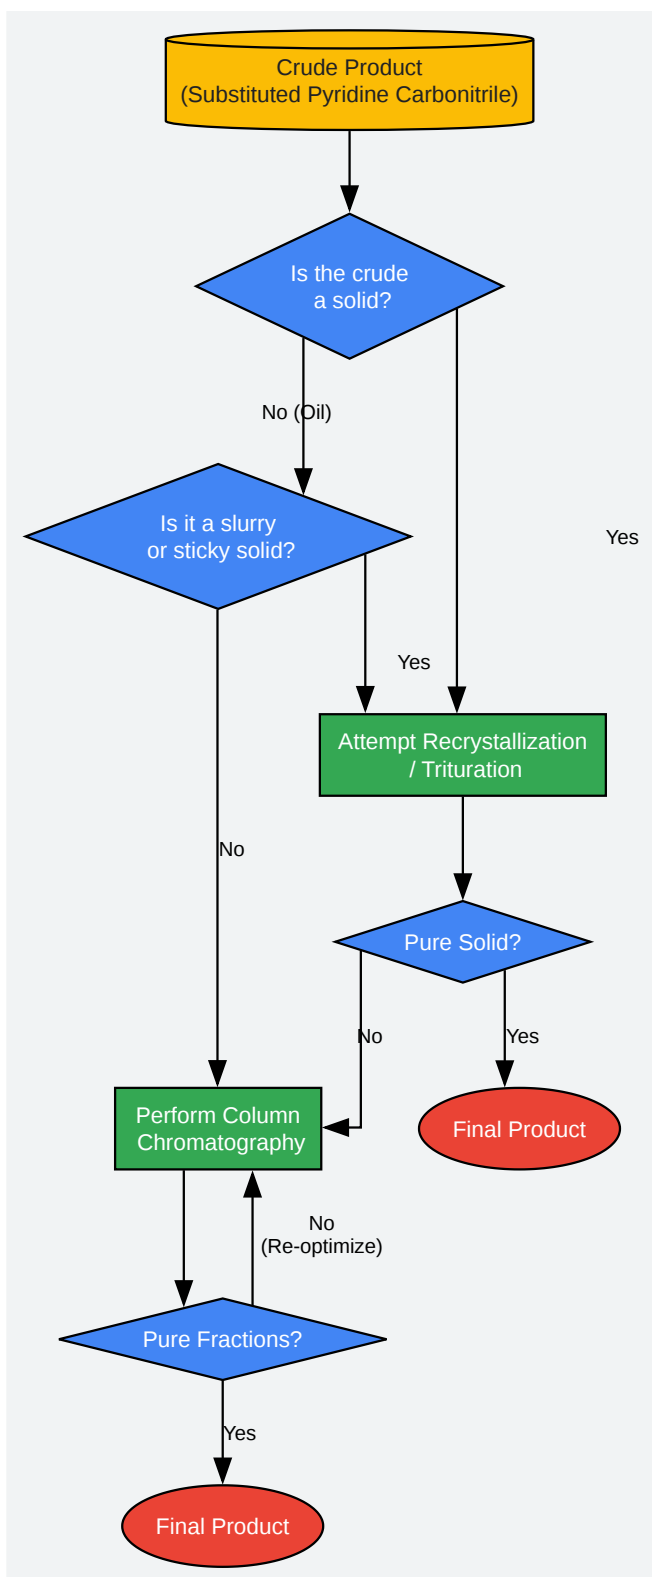 Crude Product
(Substituted Pyridine Carbonitrile)
Is the crude
a solid?
No (Oil)
Is it a slurry
or sticky solid?
Yes
Yes
Attempt Recrystallization
/ Trituration
No
Pure Solid?
No
Yes
Perform Column
Chromatography
Final Product
No
(Re-optimize)
Pure Fractions?
Yes
Final Product